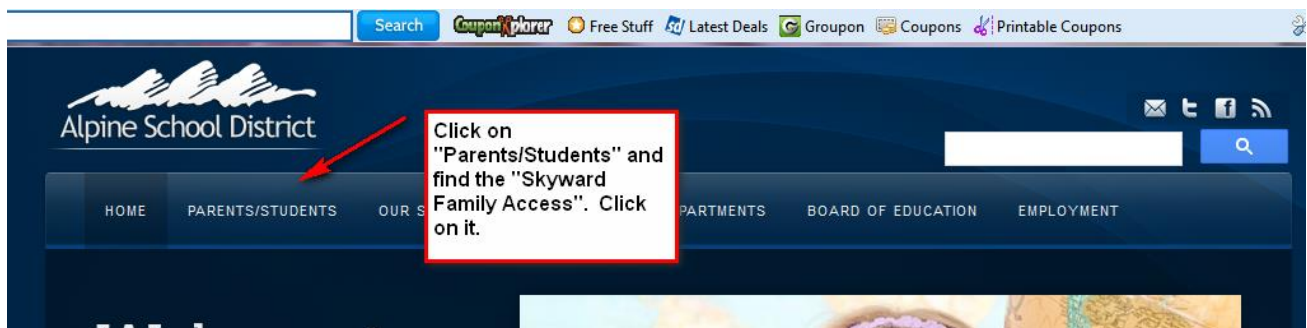 Search CouponXplorer Free Stuff Latest Deals Groupon Coupons Printable Coupons
Alpine School District
Click on
"Parents/Students" and
find the "Skyward
Family Access". Click
on it.
HOME PARENTS/STUDENTS OUR S PARTMENTS BOARD OF EDUCATION EMPLOYMENT